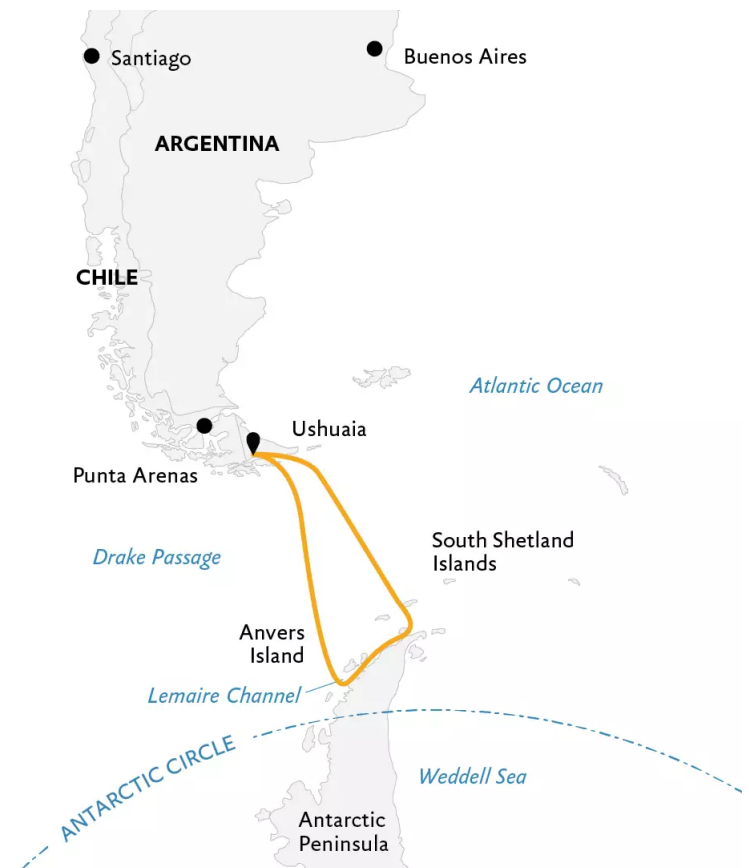 Santiago
Buenos Aires
ARGENTINA
CHILE
Atlantic Ocean
Ushuaia
Punta Arenas
South Shetland
Islands
Drake Passage
Anvers
Island
Lemaire Channel
ANTARCTIC CIRCLE
Weddell Sea
Antarctic
Peninsula